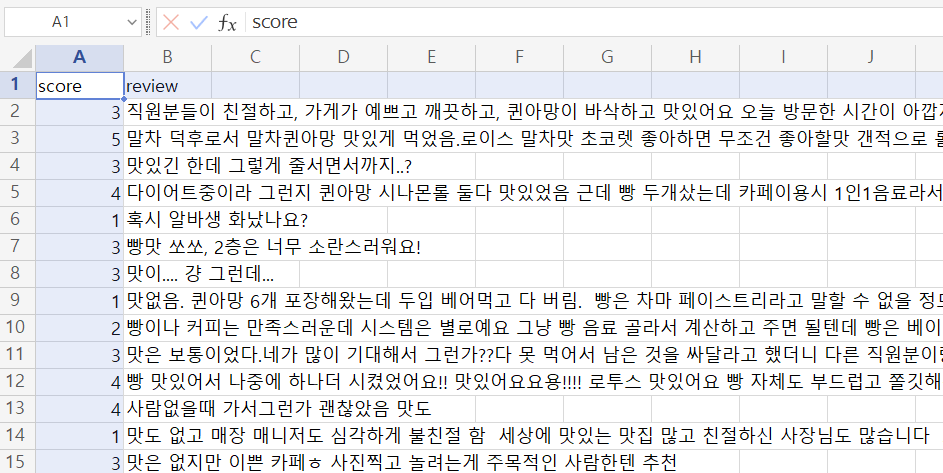 A1 fx score
A B C D E F G H I J
1 score review
2 3 직원분들이 친절하고, 가게가 예쁘고 깨끗하고, 퀸아망이 바삭하고 맛있어요 오늘 방문한 시간이 아깝지
3 5 말차 덕후로서 말차퀸아망 맛있게 먹었음.로이스 말차맛 초코렛 좋아하면 무조건 좋아할맛 갠적으로
4 3 맛있긴 한데 그렇게 줄서면서까지..?
5 4 다이어트중이라 그런지 퀸아망 시나몬롤 둘다 맛있었음 근데 빵 두개샀는데 카페이용시 1인1음료라서
6 1 혹시 알바생 화났나요?
7 3 빵맛 쏘쏘, 2층은 너무 소란스러워요!
8 3 맛이.... 걍 그런데...
9 1 맛없음. 퀸아망 6개 포장해왔는데 두입 베어먹고 다 버림.  빵은 차마 페이스트리라고 말할 수 없을 정도
10 2 빵이나 커피는 만족스러운데 시스템은 별로에요 그냥 빵 음료 골라서 계산하고 주면 될텐데 빵은 베이
11 3 맛은 보통이었다.네가 많이 기대해서 그런가??다 못 먹어서 남은 것을 싸달라고 했더니 다른 직원분이랑
12 4 빵 맛있어서 나중에 하나더 시켰었어요!! 맛있어요요용!!!! 로투스 맛있어요 빵 자체도 부드럽고 쫄깃해
13 4 사람없을때 가서그런가 괜찮았음 맛도
14 1 맛도 없고 매장 매니저도 심각하게 불친절 함  세상에 맛있는 맛집 많고 친절하신 사장님도 많습니다
15 3 맛은 없지만 이쁜 카페ㅎ 사진찍고 놀려는게 주목적인 사람한텐 추천